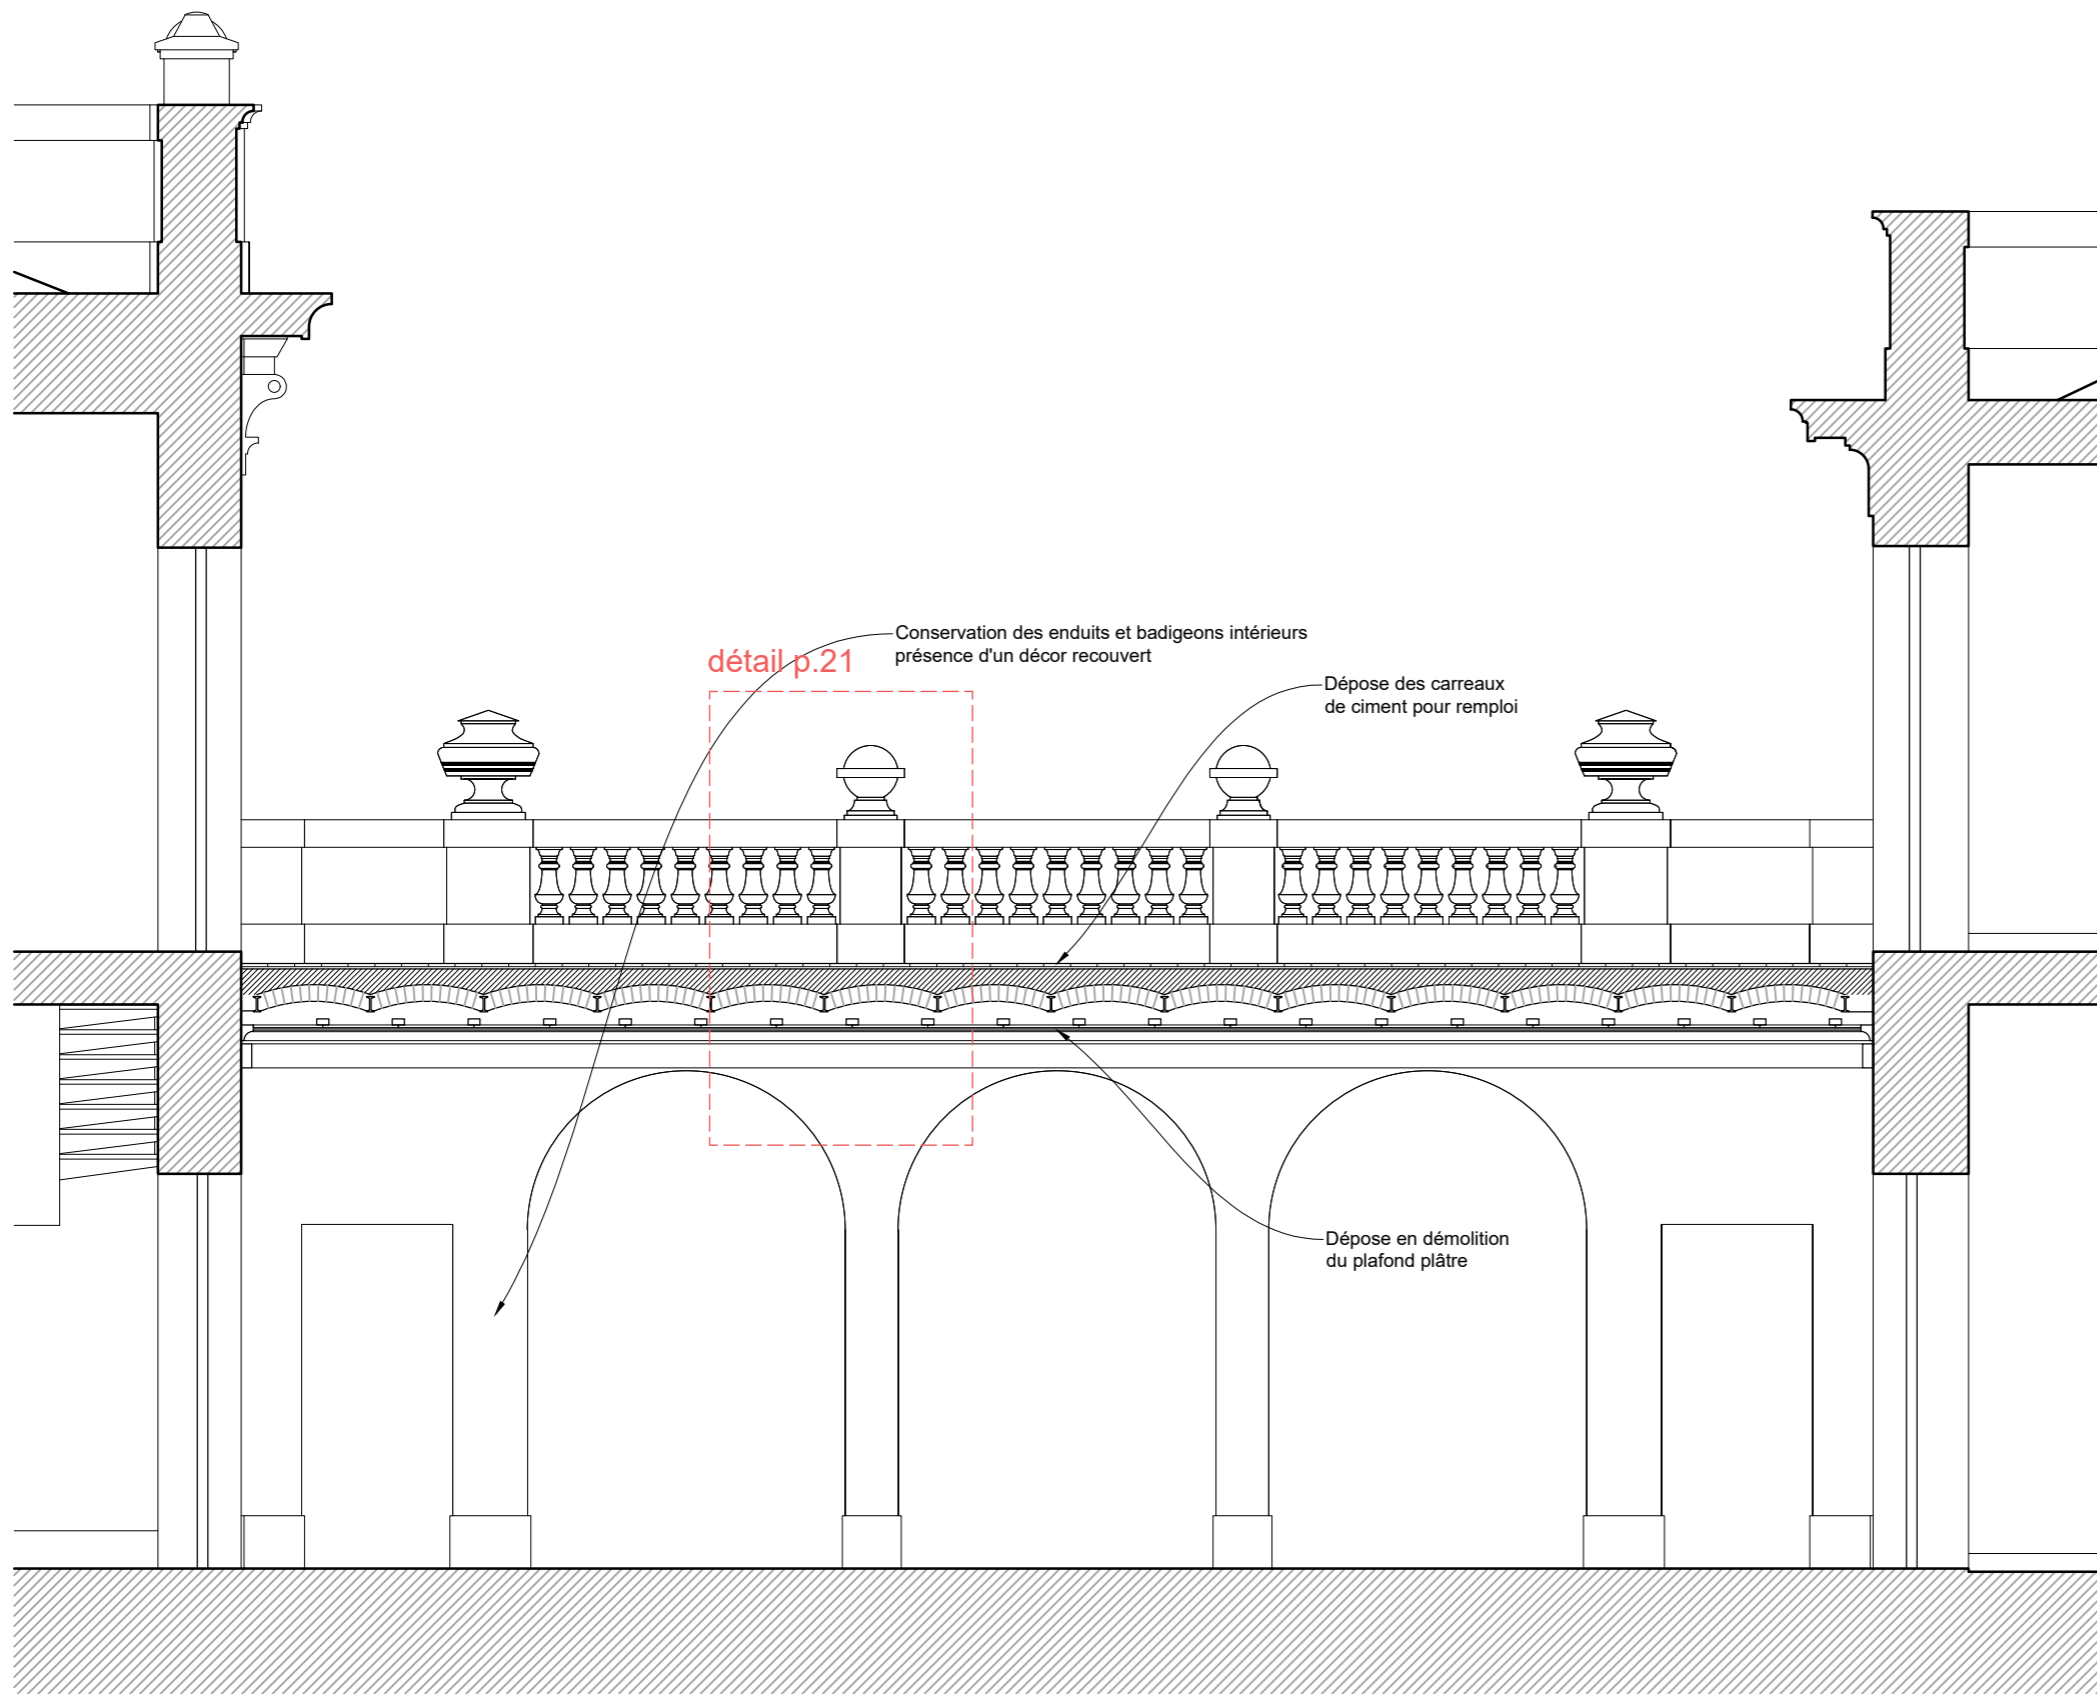 Conservation des enduits et badigeons intérieurs
présence d'un décor recouvert
détail p.21
Dépose des carreaux
de ciment pour remploi
Dépose en démolition
du plafond plâtre